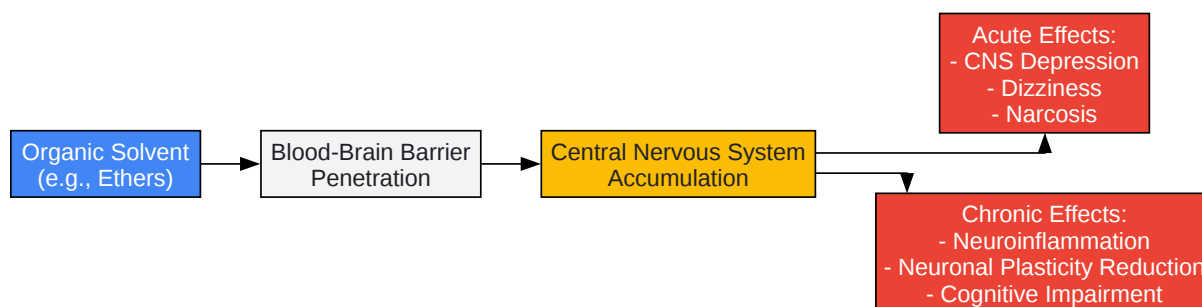 Organic Solvent
(e.g., Ethers)
Blood-Brain Barrier
Penetration
Central Nervous System
Accumulation
Acute Effects:
- CNS Depression
- Dizziness
- Narcosis
Chronic Effects:
- Neuroinflammation
- Neuronal Plasticity Reduction
- Cognitive Impairment